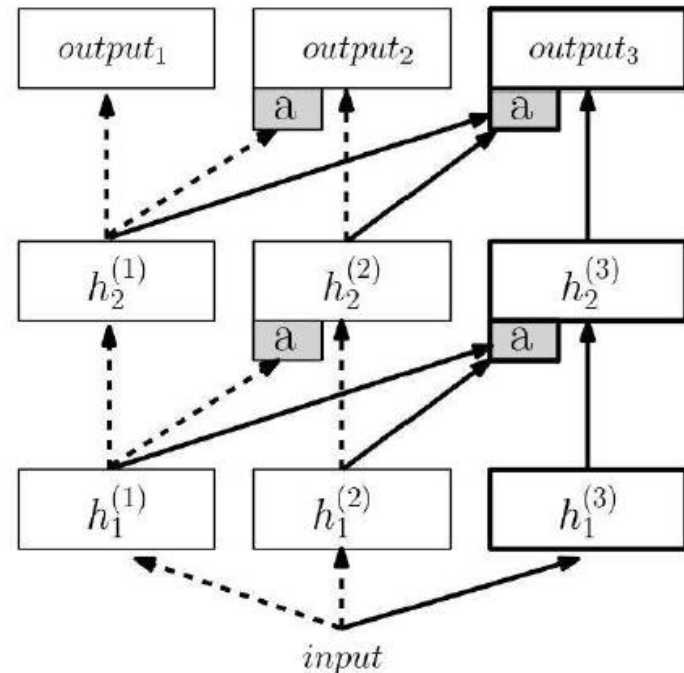 output₁ output₂ output₃
a a
h₂⁽¹⁾ h₂⁽²⁾ h₂⁽³⁾
a a
h₁⁽¹⁾ h₁⁽²⁾ h₁⁽³⁾
input